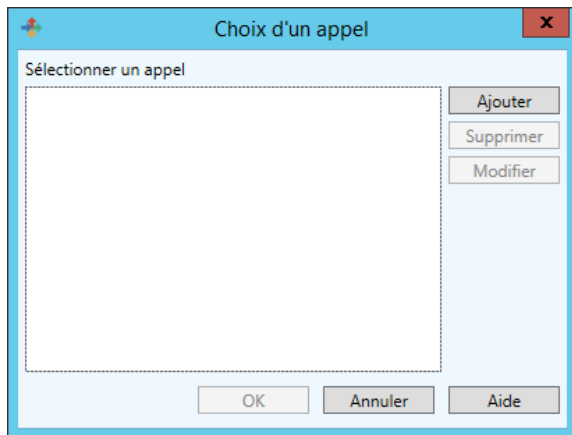 Choix d'un appel
x
Sélectionner un appel
Ajouter
Supprimer
Modifier
OK
Annuler
Aide